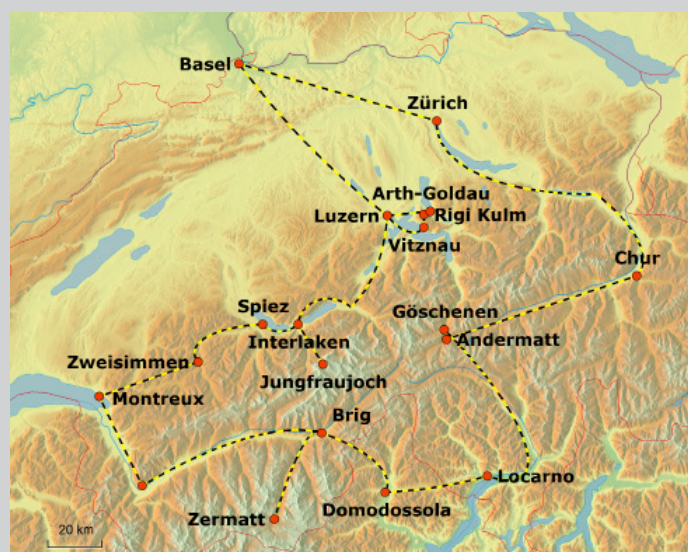 Basel
Zürich
Arth-Goldau
Luzern
Rigi Kulm
Vitznau
Chur
Spiez
Göschenen
Interlaken
Andermatt
Zweisimmen
Jungfraujoch
Montreux
Brig
Locarno
Domodossola
Zermatt
20 km